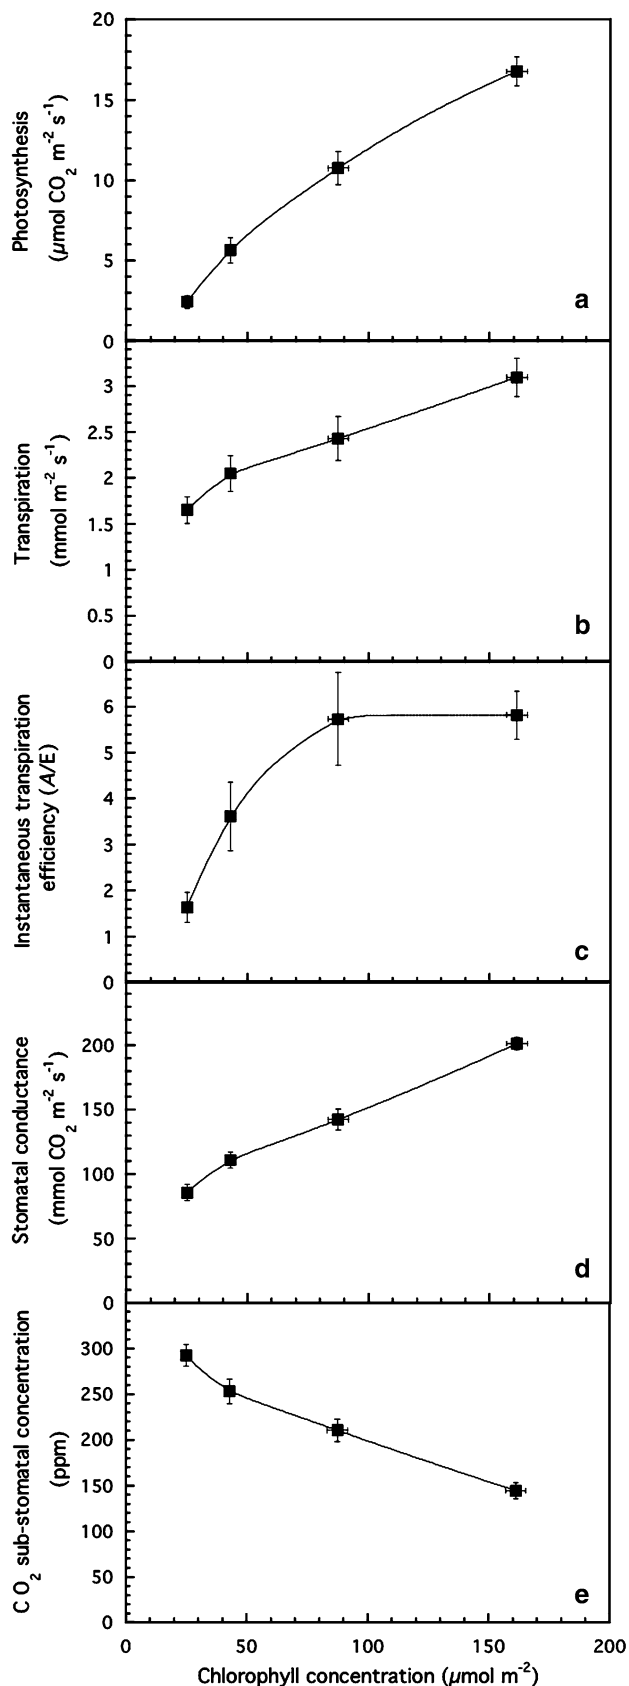 Photosynthesis
(µmol CO2 m-2 s-1)
20
15
10
5
0
a
Transpiration
(mmol m-2 s-1)
3
2.5
2
1.5
1
0.5
0
b
Instantaneous transpiration
efficiency (A/E)
6
5
4
3
2
1
0
c
Stomatal conductance
(mmol CO2 m-2 s-1)
200
150
100
50
0
d
CO2 sub-stomatal concentration
(ppm)
300
250
200
150
100
50
0
e
0 50 100 150 200
Chlorophyll concentration (µmol m-2)